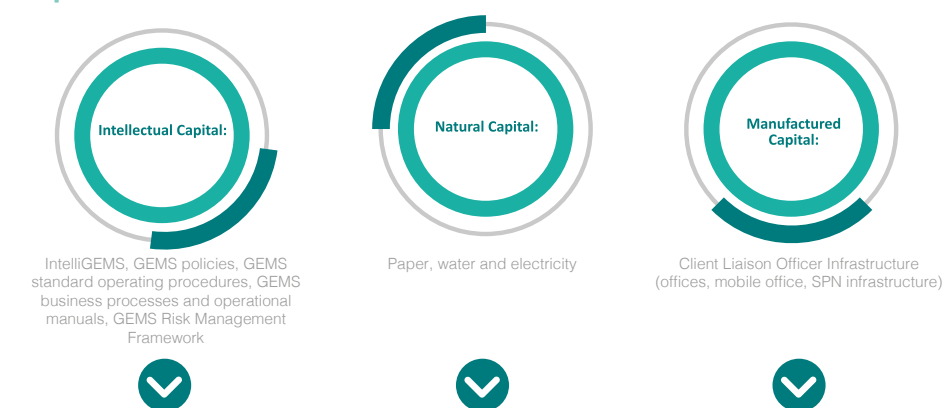 Intellectual Capital:
IntelliGEMS, GEMS policies, GEMS
standard operating procedures, GEMS
business processes and operational
manuals, GEMS Risk Management
Framework
Natural Capital:
Paper, water and electricity
Manufactured
Capital:
Client Liaison Officer Infrastructure
(offices, mobile office, SPN infrastructure)